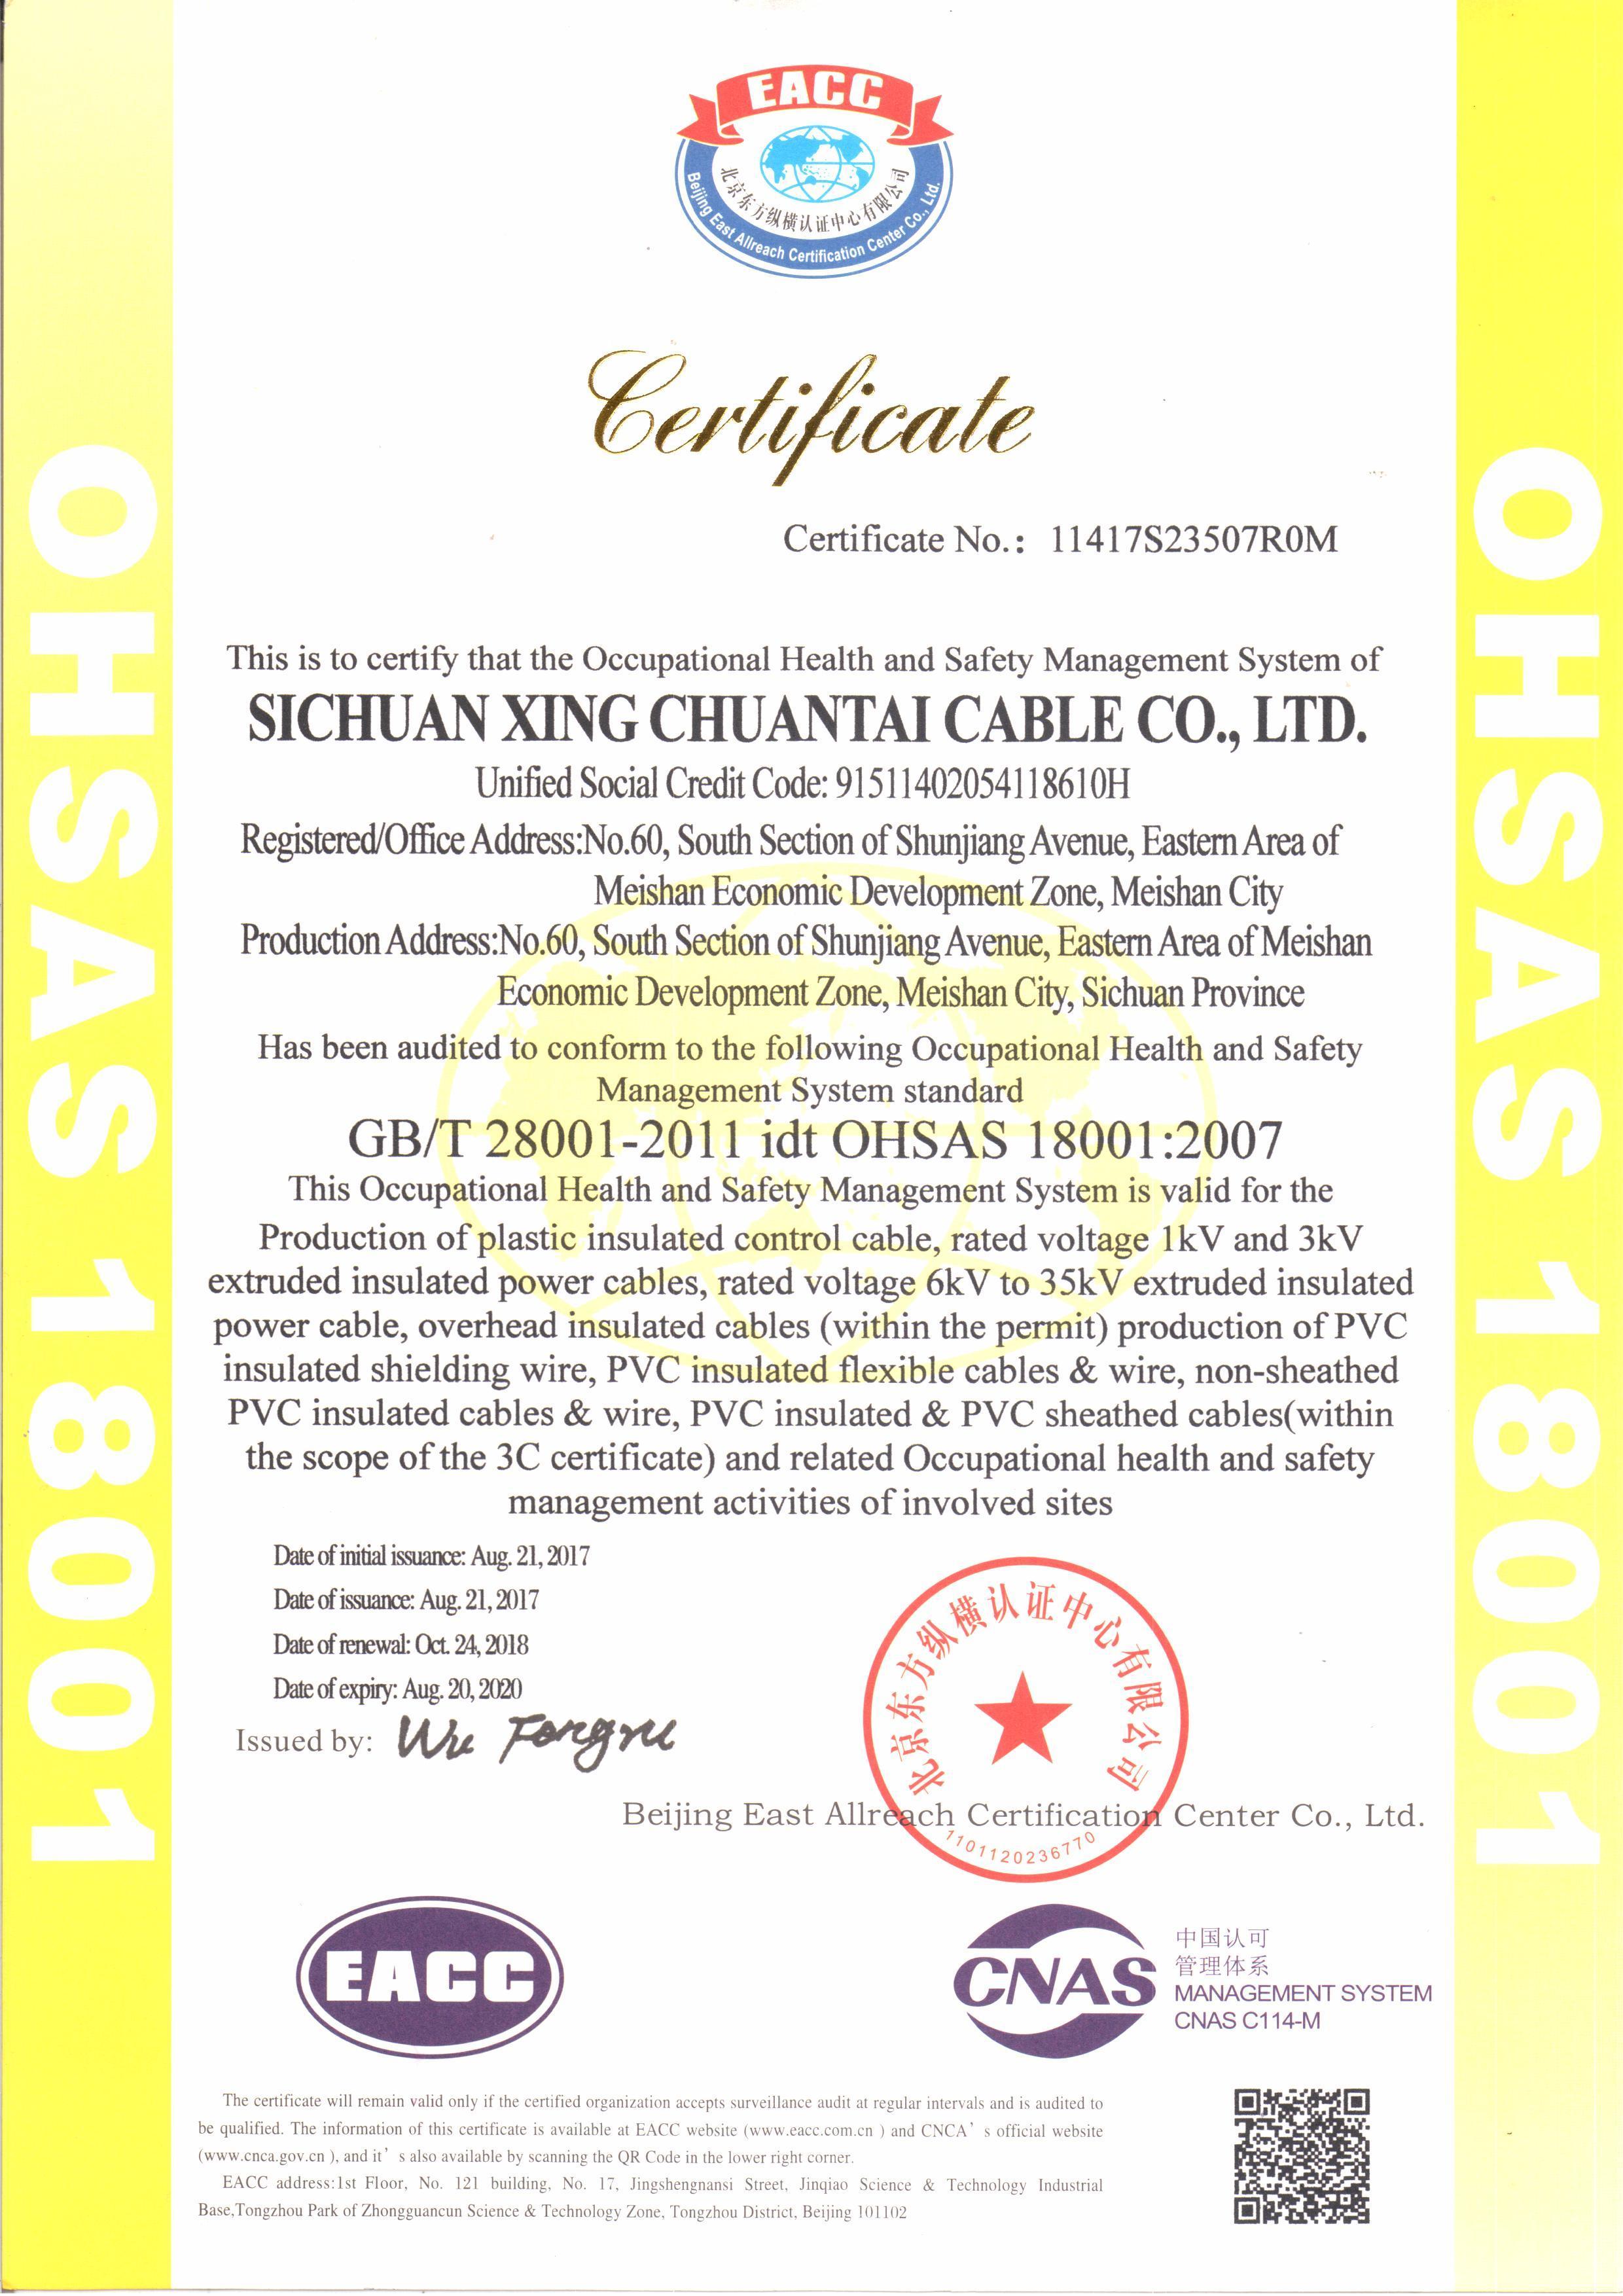 EACC
北京东方纵横认证中心有限公司
Beijing East Allreach Certification Center Co., Ltd.
Certificate
Certificate No.: 11417S23507R0M
OHSAS 18001
OHSAS 18001
This is to certify that the Occupational Health and Safety Management System of
SICHUAN XING CHUANTAI CABLE CO., LTD.
Unified Social Credit Code: 91511402054118610H
Registered/Office Address:No.60, South Section of Shunjiang Avenue, Eastern Area of
Meishan Economic Development Zone, Meishan City
Production Address:No.60, South Section of Shunjiang Avenue, Eastern Area of Meishan
Economic Development Zone, Meishan City, Sichuan Province
Has been audited to conform to the following Occupational Health and Safety
Management System standard
GB/T 28001-2011 idt OHSAS 18001:2007
This Occupational Health and Safety Management System is valid for the
Production of plastic insulated control cable, rated voltage 1kV and 3kV
extruded insulated power cables, rated voltage 6kV to 35kV extruded insulated
power cable, overhead insulated cables (within the permit) production of PVC
insulated shielding wire, PVC insulated flexible cables & wire, non-sheathed
PVC insulated cables & wire, PVC insulated & PVC sheathed cables(within
the scope of the 3C certificate) and related Occupational health and safety
management activities of involved sites
Date of initial issuance: Aug. 21, 2017
Date of issuance: Aug. 21, 2017
Date of renewal: Oct. 24, 2018
Date of expiry: Aug. 20, 2020
Issued by: Wu Fongru
北京东方纵横认证中心有限公司
Beijing East Allreach Certification Center Co., Ltd.
1101120236770
EACC
CNAS
中国认可
管理体系
MANAGEMENT SYSTEM
CNAS C114-M
The certificate will remain valid only if the certified organization accepts surveillance audit at regular intervals and is audited to
be qualified. The information of this certificate is available at EACC website (www.eacc.com.cn ) and CNCA’ s official website
(www.cnca.gov.cn ), and it’ s also available by scanning the QR Code in the lower right corner.
EACC address:1st Floor, No. 121 building, No. 17, Jingshengnansi Street, Jinqiao Science & Technology Industrial
Base,Tongzhou Park of Zhongguancun Science & Technology Zone, Tongzhou District, Beijing 101102